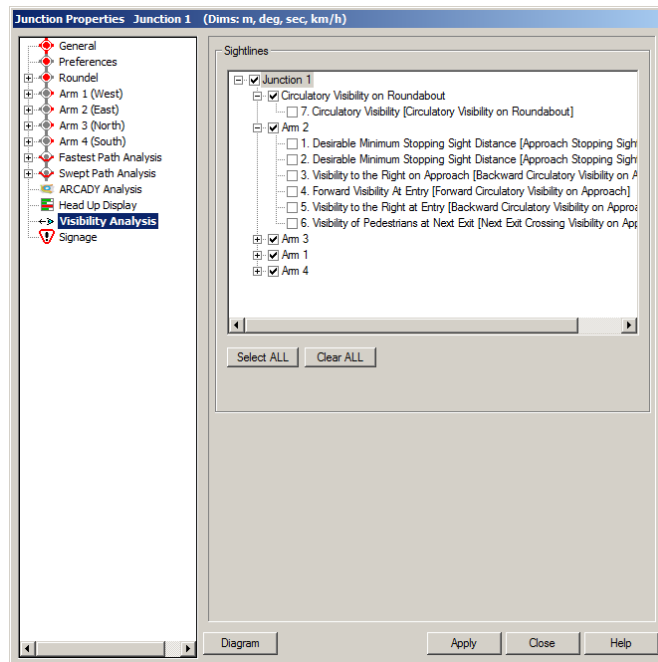 Junction Properties Junction 1 (Dims: m, deg, sec, km/h)
General
Preferences
Roundel
Arm 1 (West)
Arm 2 (East)
Arm 3 (North)
Arm 4 (South)
Fastest Path Analysis
Swept Path Analysis
ARCADY Analysis
Head Up Display
Visibility Analysis
Signage
Sightlines
Junction 1
Circulatory Visibility on Roundabout
7. Circulatory Visibility [Circulatory Visibility on Roundabout]
Arm 2
1. Desirable Minimum Stopping Sight Distance [Approach Stopping Sigh
2. Desirable Minimum Stopping Sight Distance [Approach Stopping Sigh
3. Visibility to the Right on Approach [Backward Circulatory Visibility on A
4. Forward Visibility At Entry [Forward Circulatory Visibility on Approach]
5. Visibility to the Right at Entry [Backward Circulatory Visibility on Approa
6. Visibility of Pedestrians at Next Exit [Next Exit Crossing Visibility on App
Arm 3
Arm 1
Arm 4
Select ALL Clear ALL
Diagram Apply Close Help